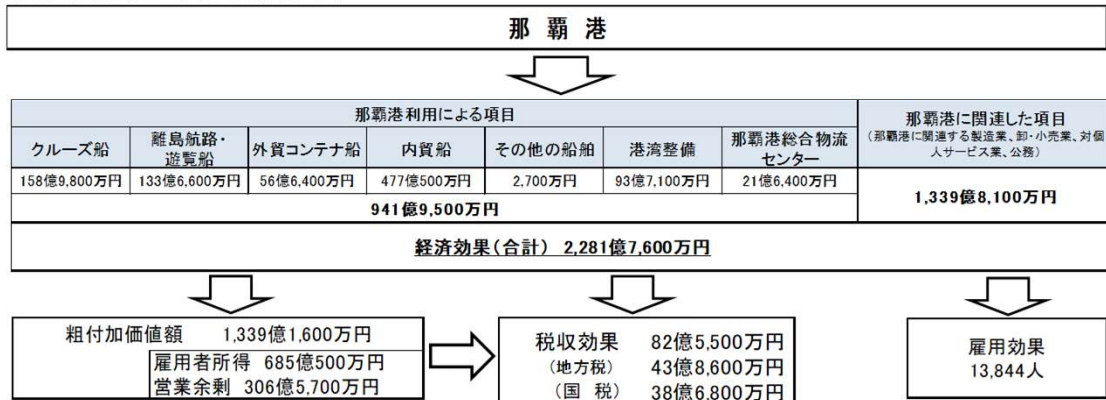 那覇港
那覇港利用による項目
那覇港に関連した項目
(那覇港に関連する製造業、卸・小売業、対個
人サービス業、公務)
クルーズ船
離島航路・
遊覧船
外貿コンテナ船
内貿船
その他の船舶
港湾整備
那覇港総合物流
センター
158億9,800万円
133億6,600万円
56億6,400万円
477億500万円
2,700万円
93億7,100万円
21億6,400万円
1,339億8,100万円
941億9,500万円
経済効果(合計) 2,281億7,600万円
粗付加価値額 1,339億1,600万円
雇用者所得 685億500万円
営業余剰 306億5,700万円
税収効果 82億5,500万円
(地方税) 43億8,600万円
(国 税) 38億6,800万円
雇用効果
13,844人